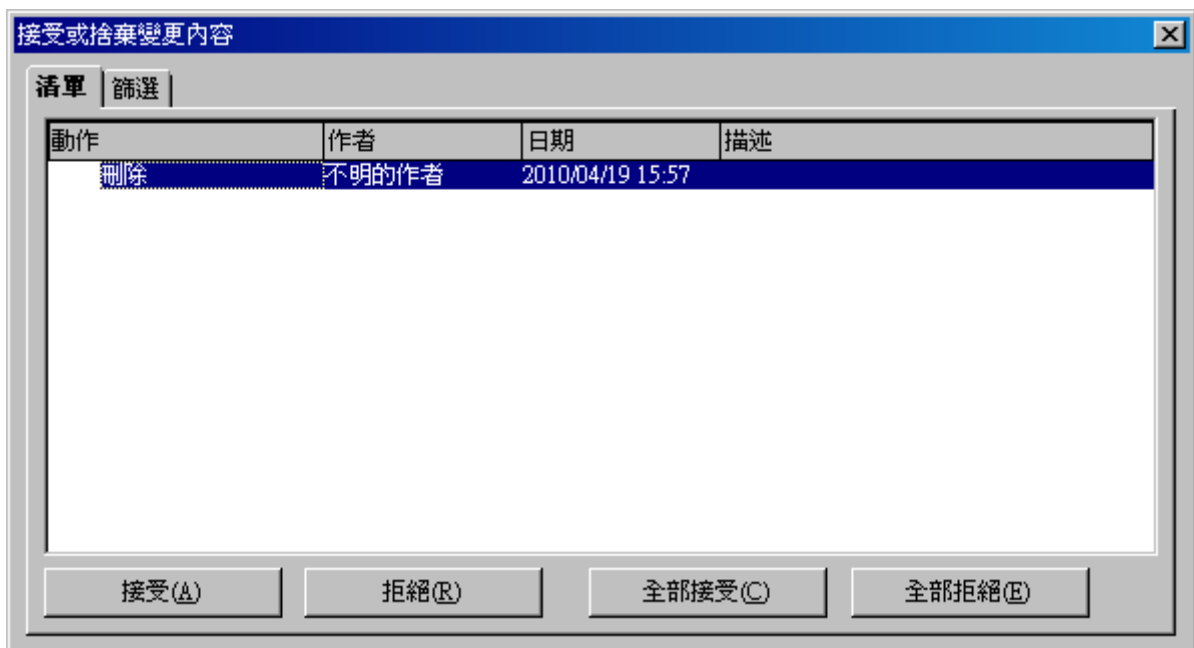 接受或捨棄變更內容
清單 篩選
動作 作者 日期 描述
刪除 不明的作者 2010/04/19 15:57
接受(A) 拒絕(R) 全部接受(C) 全部拒絕(E)